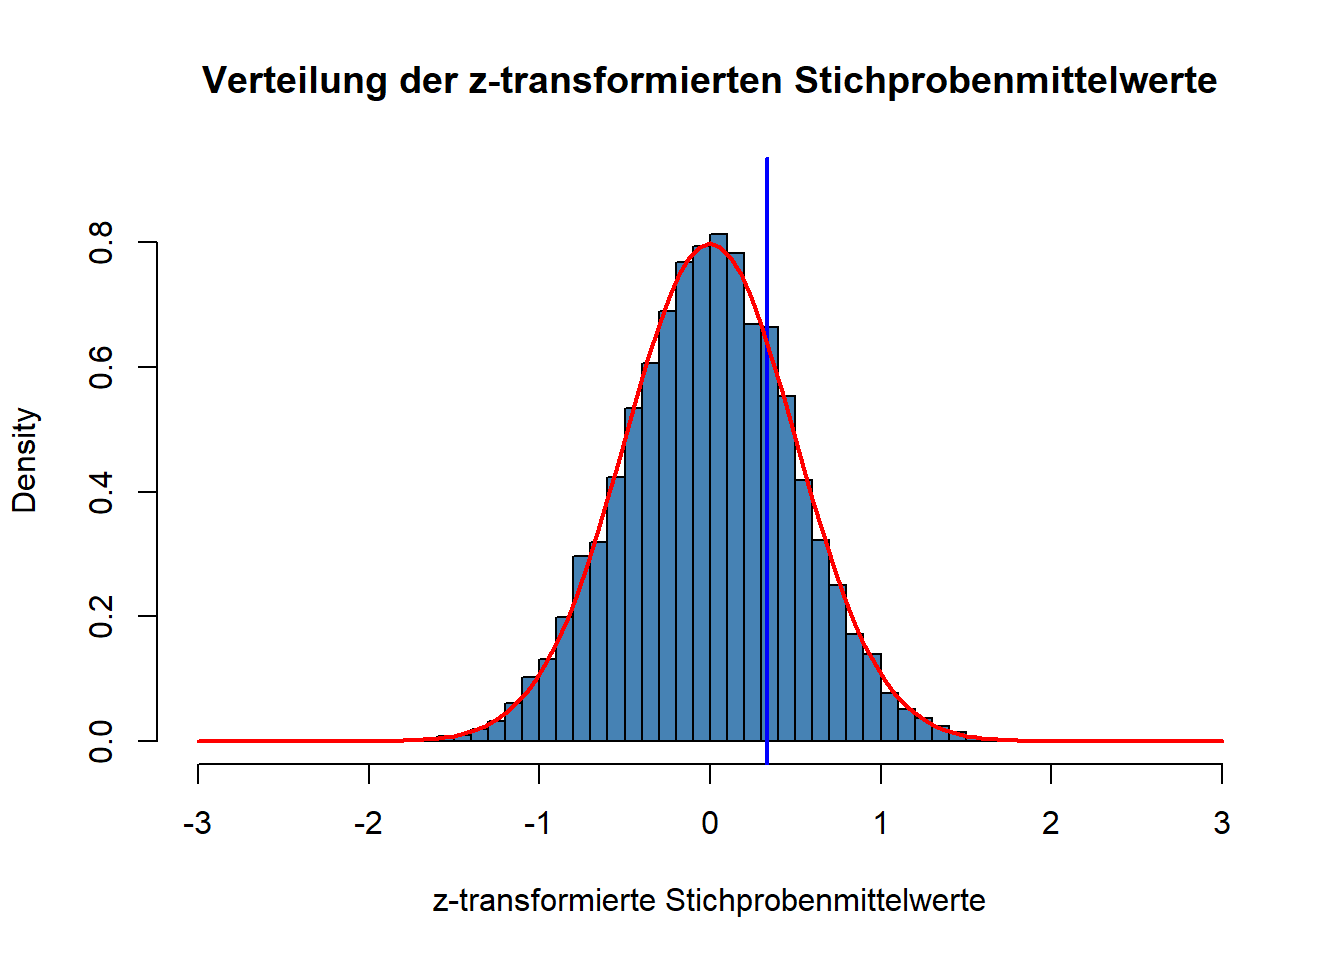 Verteilung der z-transformierten Stichprobenmittelwerte
Density
0.8
0.6
0.4
0.2
0.0
-3 -2 -1 0 1 2 3
z-transformierte Stichprobenmittelwerte